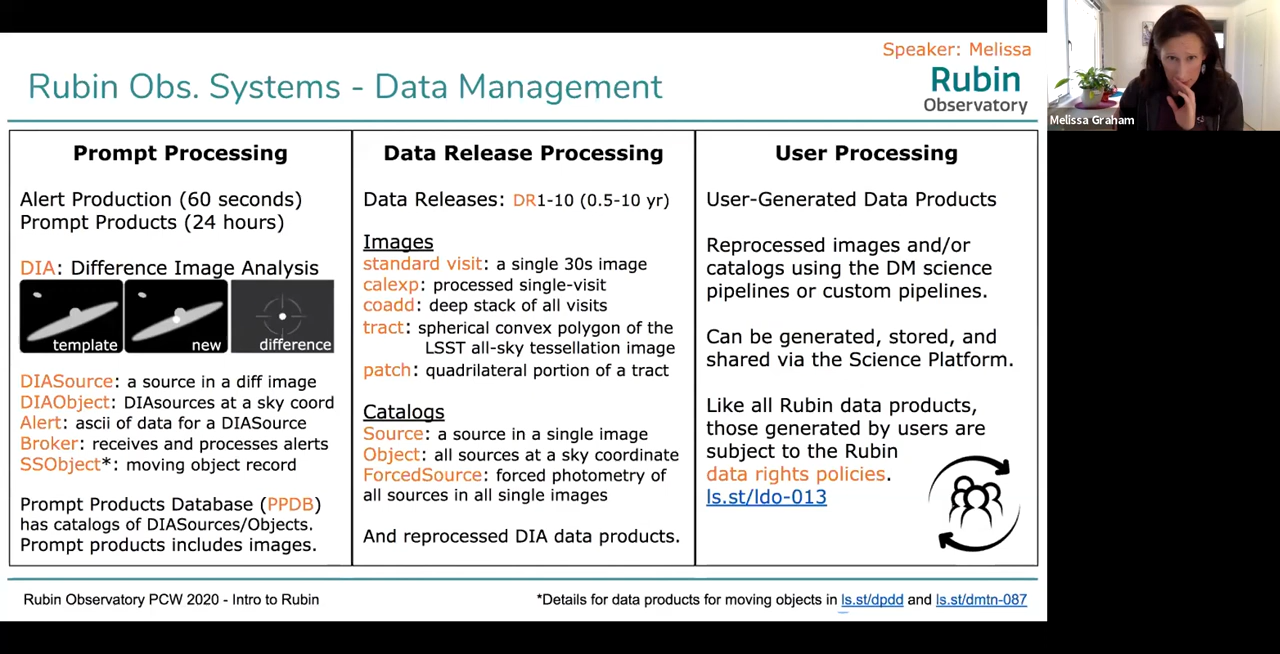 Speaker: Melissa
Rubin Obs. Systems - Data Management
Rubin
Observatory
Melissa Graham
Prompt Processing
Alert Production (60 seconds)
Prompt Products (24 hours)
DIA: Difference Image Analysis
template
new
difference
DIASource: a source in a diff image
DIAObject: DIAsources at a sky coord
Alert: ascii of data for a DIASource
Broker: receives and processes alerts
SSObject*: moving object record
Prompt Products Database (PPDB)
has catalogs of DIASources/Objects.
Prompt products includes images.
Data Release Processing
Data Releases: DR1-10 (0.5-10 yr)
Images
standard visit: a single 30s image
calexp: processed single-visit
coadd: deep stack of all visits
tract: spherical convex polygon of the
LSST all-sky tessellation image
patch: quadrilateral portion of a tract
Catalogs
Source: a source in a single image
Object: all sources at a sky coordinate
ForcedSource: forced photometry of
all sources in all single images
And reprocessed DIA data products.
User Processing
User-Generated Data Products
Reprocessed images and/or
catalogs using the DM science
pipelines or custom pipelines.
Can be generated, stored, and
shared via the Science Platform.
Like all Rubin data products,
those generated by users are
subject to the Rubin
data rights policies.
ls.st/ldo-013
Rubin Observatory PCW 2020 - Intro to Rubin
*Details for data products for moving objects in ls.st/dpdd and ls.st/dmtn-087